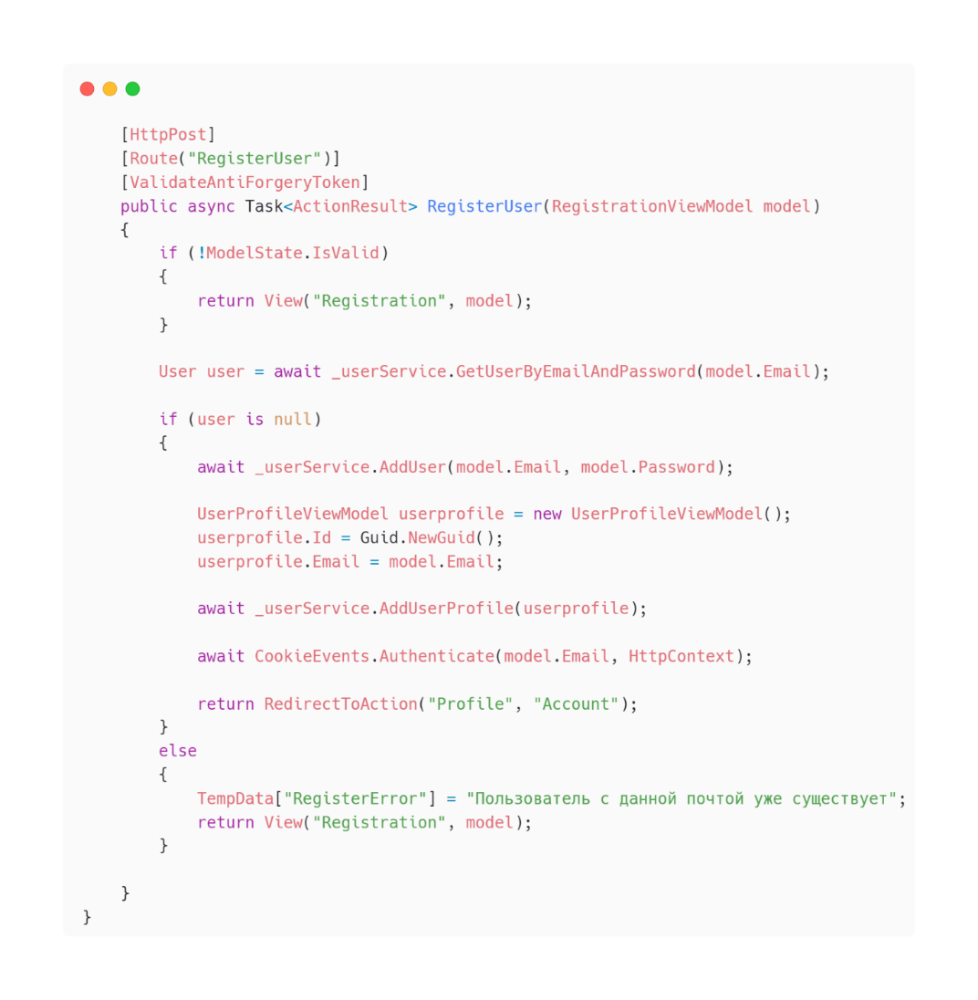 [HttpPost]
[Route("RegisterUser")]
[ValidateAntiForgeryToken]
public async Task<ActionResult> RegisterUser(RegistrationViewModel model)
{
if (!ModelState.IsValid)
{
return View("Registration", model);
}
User user = await _userService.GetUserByEmailAndPassword(model.Email);
if (user is null)
{
await _userService.AddUser(model.Email, model.Password);
UserProfileViewModel userprofile = new UserProfileViewModel();
userprofile.Id = Guid.NewGuid();
userprofile.Email = model.Email;
await _userService.AddUserProfile(userprofile);
await CookieEvents.Authenticate(model.Email, HttpContext);
return RedirectToAction("Profile", "Account");
}
else
{
TempData["RegisterError"] = "Пользователь с данной почтой уже существует";
return View("Registration", model);
}
}
}